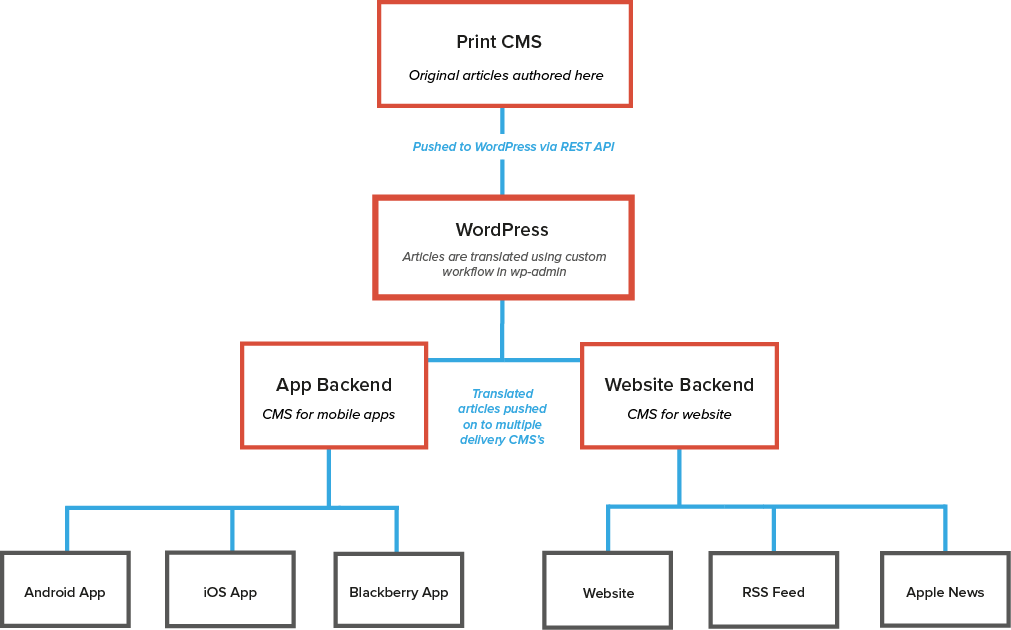 Print CMS
Original articles authored here
Pushed to WordPress via REST API
WordPress
Articles are translated using custom
workflow in wp-admin
App Backend
CMS for mobile apps
Translated
articles pushed
on to multiple
delivery CMS's
Website Backend
CMS for website
Android App
iOS App
Blackberry App
Website
RSS Feed
Apple News